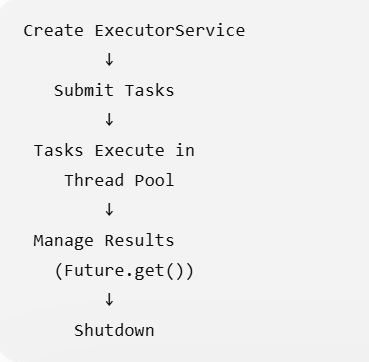 Create ExecutorService
↓
Submit Tasks
↓
Tasks Execute in
Thread Pool
↓
Manage Results
(Future.get())
↓
Shutdown